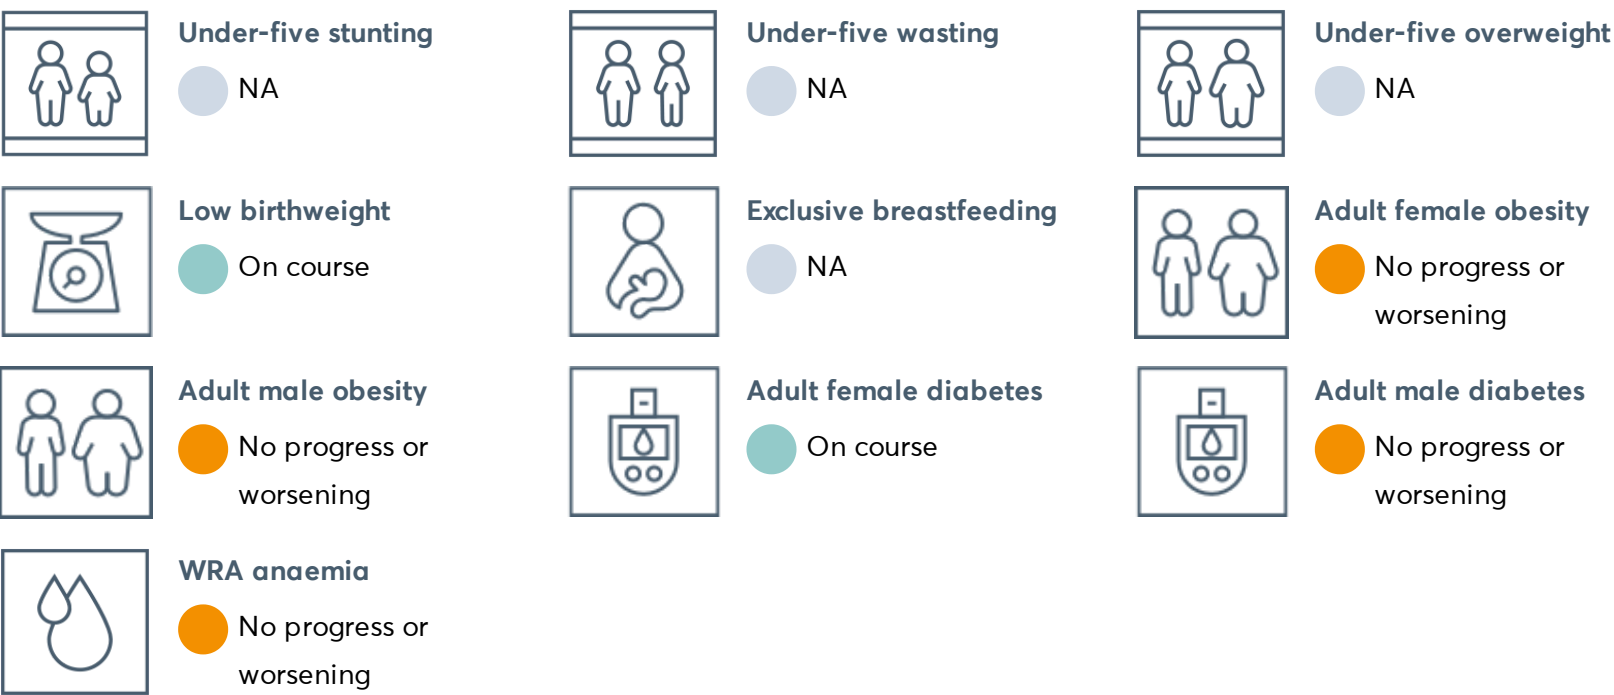 Under-five stunting
NA
Under-five wasting
NA
Under-five overweight
NA
Low birthweight
On course
Exclusive breastfeeding
NA
Adult female obesity
No progress or
worsening
Adult male obesity
No progress or
worsening
Adult female diabetes
On course
Adult male diabetes
No progress or
worsening
WRA anaemia
No progress or
worsening